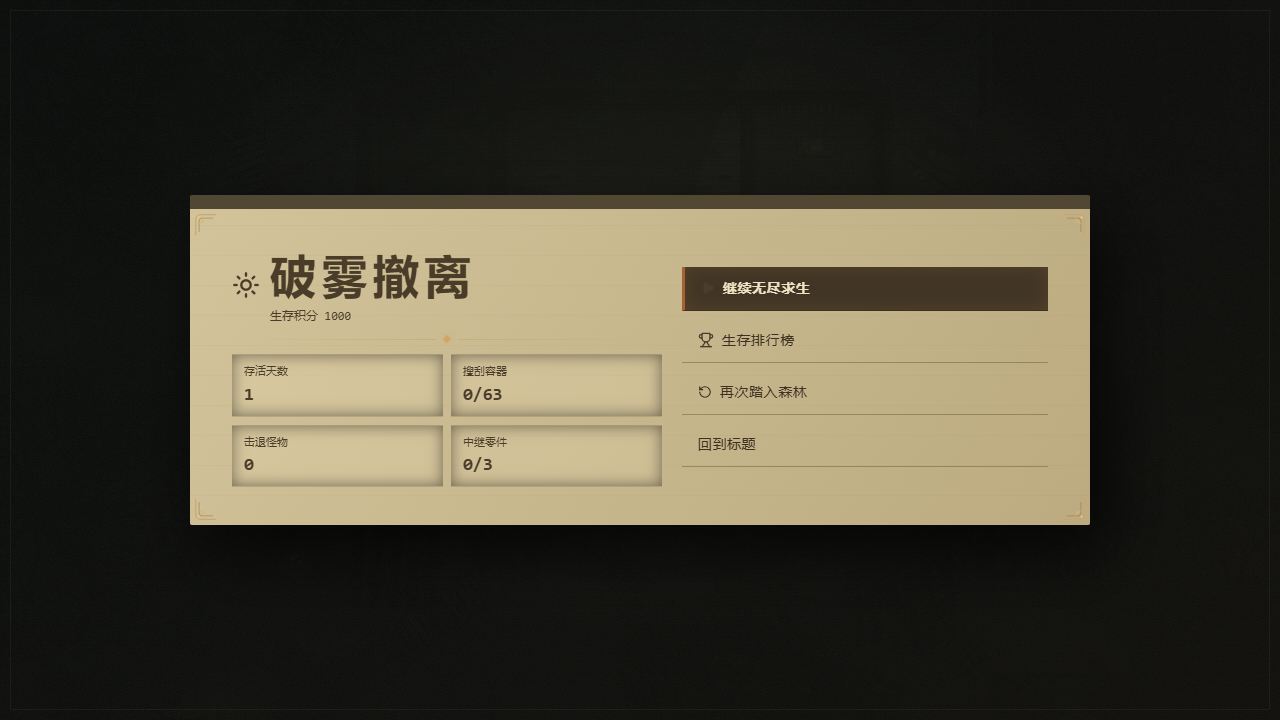 破雾撤离
生存积分 1000
存活天数
1
搜刮容器
0/63
击退怪物
0
中继零件
0/3
继续无尽求生
生存排行榜
再次踏入森林
回到标题